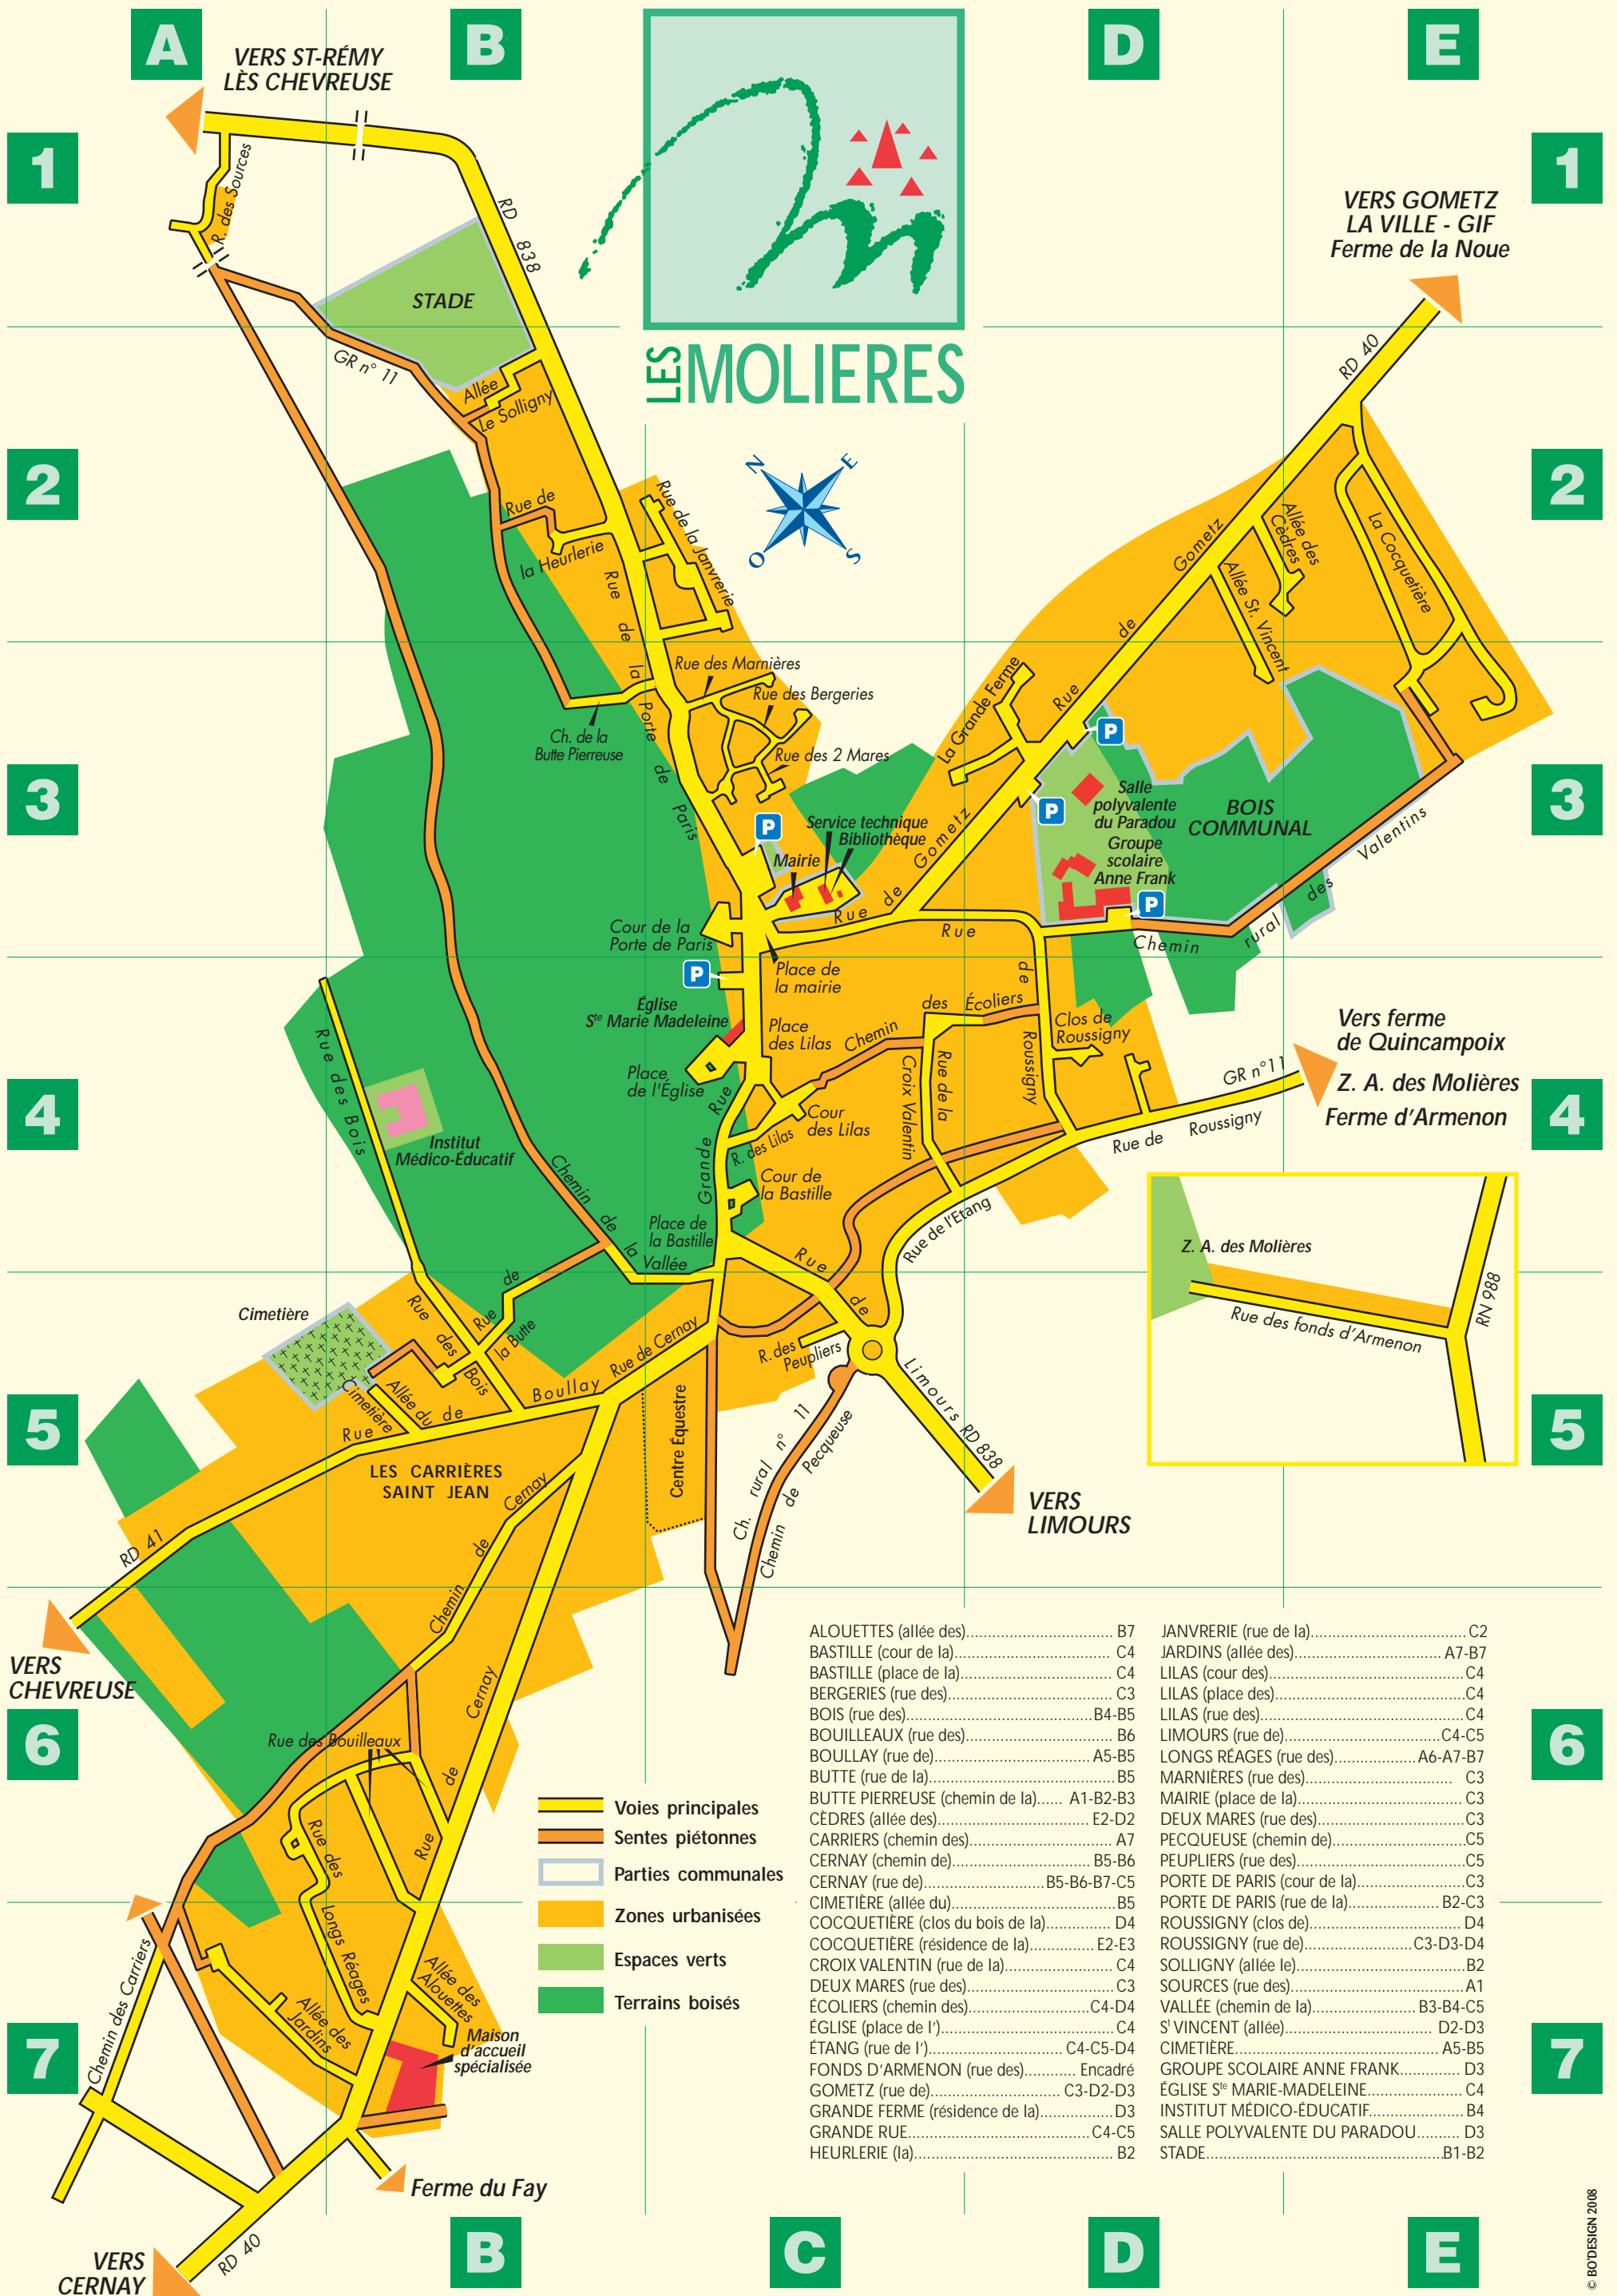 A
B
D
E
VERS ST-RÉMY
LÈS CHEVREUSE
1
1
R. des Sources
RD 838
STADE
GR n° 11
LES MOLIERES
VERS GOMETZ
LA VILLE - GIF
Ferme de la Noue
RD 40
Allée
Le Solligny
2
2
N
E
O
S
Rue de
la Heurlerie
Rue de la Janvrerie
Rue de la Porte de Paris
Rue de Gometz
Allée des
Cèdres
Allée St. Vincent
La Cocquetière
Rue des Marnières
Rue des Bergeries
Ch. de la
Butte Pierreuse
Rue des 2 Mares
La Grande Ferme
P
P
P
P
3
3
Service technique
Bibliothèque
Mairie
Salle
polyvalente
du Paradou
Groupe
scolaire
Anne Frank
BOIS
COMMUNAL
Rue de Gometz
Chemin rural des Valentins
Cour de la
Porte de Paris
Place de
la mairie
P
Rue de Roussigny
Église
Ste Marie Madeleine
Place
des Lilas
Chemin des Écoliers
Clos de
Roussigny
Vers ferme
de Quincampoix
Z. A. des Molières
Ferme d'Armenon
GR n°11
Rue de Roussigny
Place
de l'Église
Rue des Bois
4
4
Institut
Médico-Éducatif
Grande Rue
Cour
des Lilas
R. des Lilas
Rue de la
Croix Valentin
Cour de
la Bastille
Place de
la Bastille
Chemin de la Vallée
Rue de l'Etang
Rue de Limours RD 838
Z. A. des Molières
Rue des fonds d'Armenon
RN 988
Cimetière
Rue des Bois
Rue de
la Butte
Allée du
Cimetière
Rue de Boullay
Rue de Cernay
R. des
Peupliers
5
5
LES CARRIÈRES
SAINT JEAN
Centre Équestre
Ch. rural n° 11
Chemin de Pecqueuse
VERS
LIMOURS
RD 41
Chemin de Cernay
VERS
CHEVREUSE
6
6
Rue de Cernay
Rue des Bouilleaux
Rue des Longs Réages
Voies principales
Sentes piétonnes
Parties communales
Zones urbanisées
Espaces verts
Terrains boisés
ALOUETTES (allée des)................................. B7
BASTILLE (cour de la)................................... C4
BASTILLE (place de la).................................. C4
BERGERIES (rue des)..................................... C3
BOIS (rue des)..........................................B4-B5
BOUILLEAUX (rue des).................................. B6
BOULLAY (rue de)................................... A5-B5
BUTTE (rue de la).......................................... B5
BUTTE PIERREUSE (chemin de la)...... A1-B2-B3
CÈDRES (allée des)................................... E2-D2
CARRIERS (chemin des)................................ A7
CERNAY (chemin de)............................... B5-B6
CERNAY (rue de)...........................B5-B6-B7-C5
CIMETIÈRE (allée du).....................................B5
COCQUETIÈRE (clos du bois de la)............... D4
COCQUETIÈRE (résidence de la).............. E2-E3
CROIX VALENTIN (rue de la)......................... C4
DEUX MARES (rue des)................................. C3
ÉCOLIERS (chemin des)...........................C4-D4
ÉGLISE (place de l')....................................... C4
ÉTANG (rue de l')............................... C4-C5-D4
FONDS D'ARMENON (rue des)........... Encadré
GOMETZ (rue de)............................. C3-D2-D3
GRANDE FERME (résidence de la).................D3
GRANDE RUE.........................................C4-C5
HEURLERIE (la).............................................. B2
JANVRERIE (rue de la)...................................C2
JARDINS (allée des)................................. A7-B7
LILAS (cour des)............................................C4
LILAS (place des)...........................................C4
LILAS (rue des)..............................................C4
LIMOURS (rue de)...................................C4-C5
LONGS RÉAGES (rue des)..................A6-A7-B7
MARNIÈRES (rue des)................................... C3
MAIRIE (place de la)..................................... C3
DEUX MARES (rue des)..................................C3
PECQUEUSE (chemin de)..............................C5
PEUPLIERS (rue des)......................................C5
PORTE DE PARIS (cour de la)........................C3
PORTE DE PARIS (rue de la).................... B2-C3
ROUSSIGNY (clos de)................................... D4
ROUSSIGNY (rue de)........................C3-D3-D4
SOLLIGNY (allée le).......................................B2
SOURCES (rue des)....................................... A1
VALLÉE (chemin de la)........................ B3-B4-C5
St VINCENT (allée)................................. D2-D3
CIMETIÈRE............................................. A5-B5
GROUPE SCOLAIRE ANNE FRANK............. D3
ÉGLISE Ste MARIE-MADELEINE..................... C4
INSTITUT MÉDICO-ÉDUCATIF..................... B4
SALLE POLYVALENTE DU PARADOU.......... D3
STADE.....................................................B1-B2
Chemin des Carriers
Allée des
Alouettes
Allée des
Jardins
Maison
d'accueil
spécialisée
7
7
Ferme du Fay
RD 40
VERS
CERNAY
B
C
D
E
© BO'DESIGN 2008